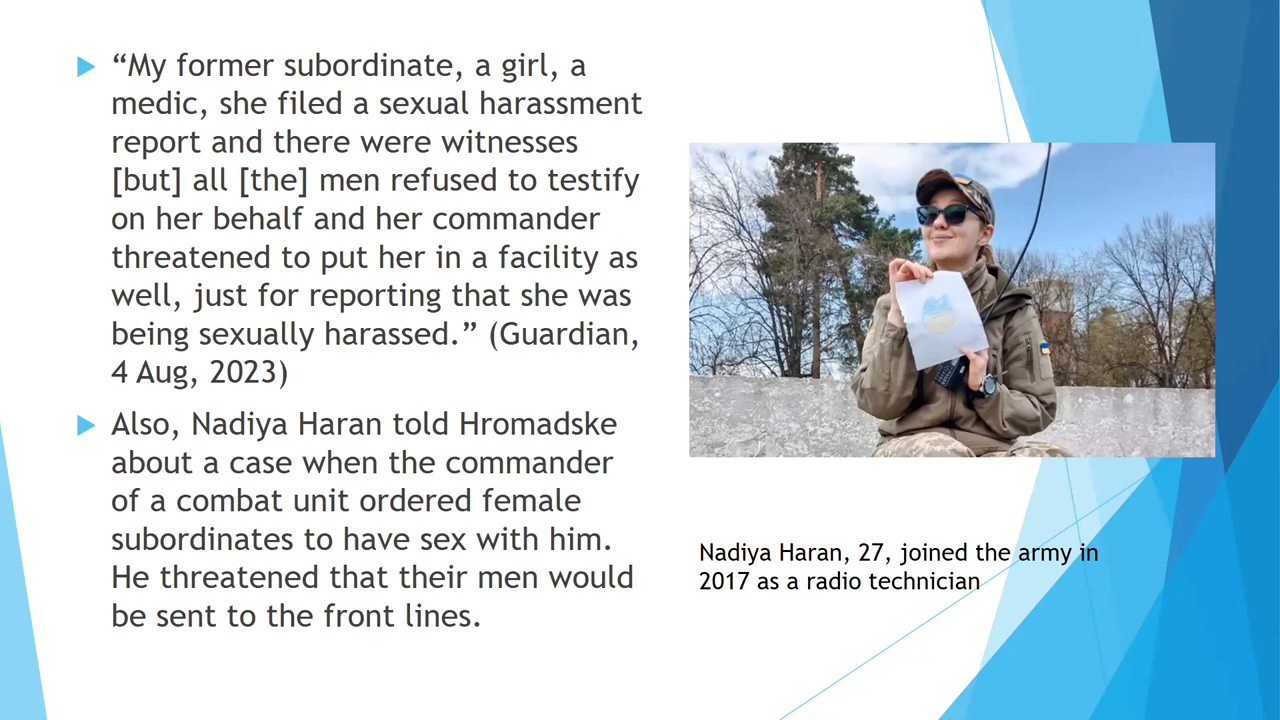 “My former subordinate, a girl, a
medic, she filed a sexual harassment
report and there were witnesses
[but] all [the] men refused to testify
on her behalf and her commander
threatened to put her in a facility as
well, just for reporting that she was
being sexually harassed.” (Guardian,
4 Aug, 2023)
Also, Nadiya Haran told Hromadske
about a case when the commander
of a combat unit ordered female
subordinates to have sex with him.
He threatened that their men would
be sent to the front lines.
Nadiya Haran, 27, joined the army in
2017 as a radio technician